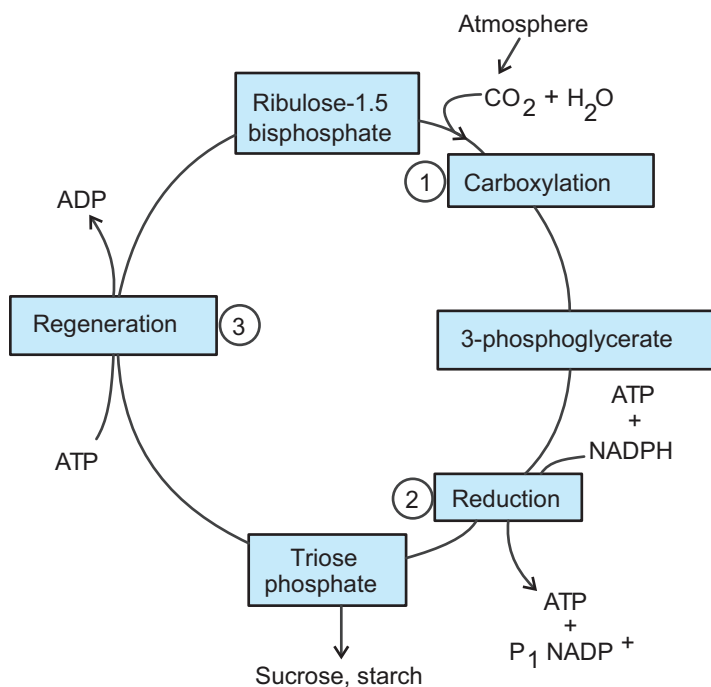 Atmosphere
CO2 + H2O
Ribulose-1.5
bisphosphate
1
Carboxylation
ADP
Regeneration
3
3-phosphoglycerate
ATP
+
NADPH
ATP
2
Reduction
Triose
phosphate
ATP
+
P1 NADP +
Sucrose, starch